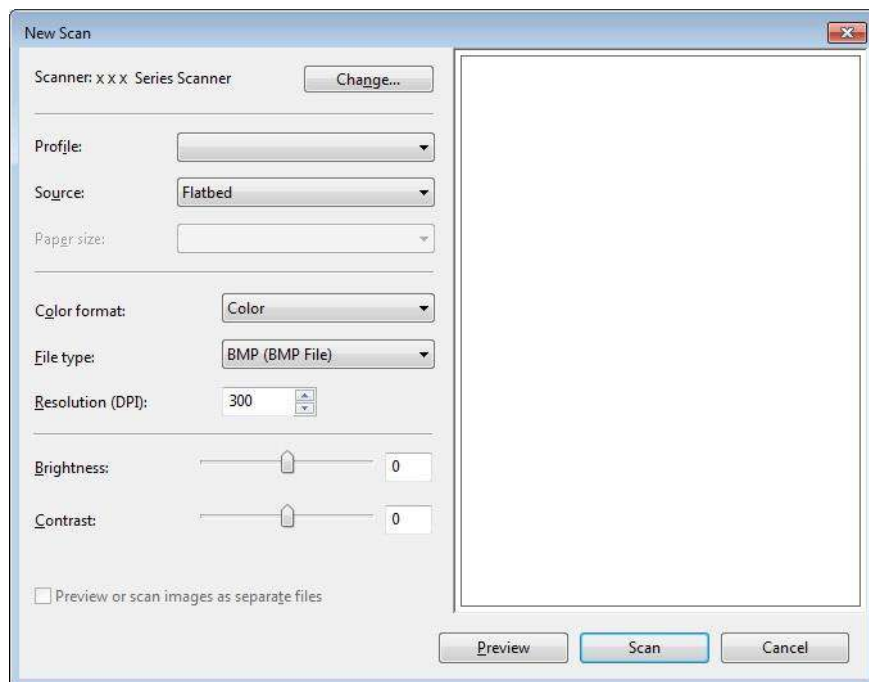 New Scan
Scanner: x x x Series Scanner Change...
Profile:
Source: Flatbed
Paper size:
Color format: Color
File type: BMP (BMP File)
Resolution (DPI): 300
Brightness: 0
Contrast: 0
Preview or scan images as separate files
Preview Scan Cancel